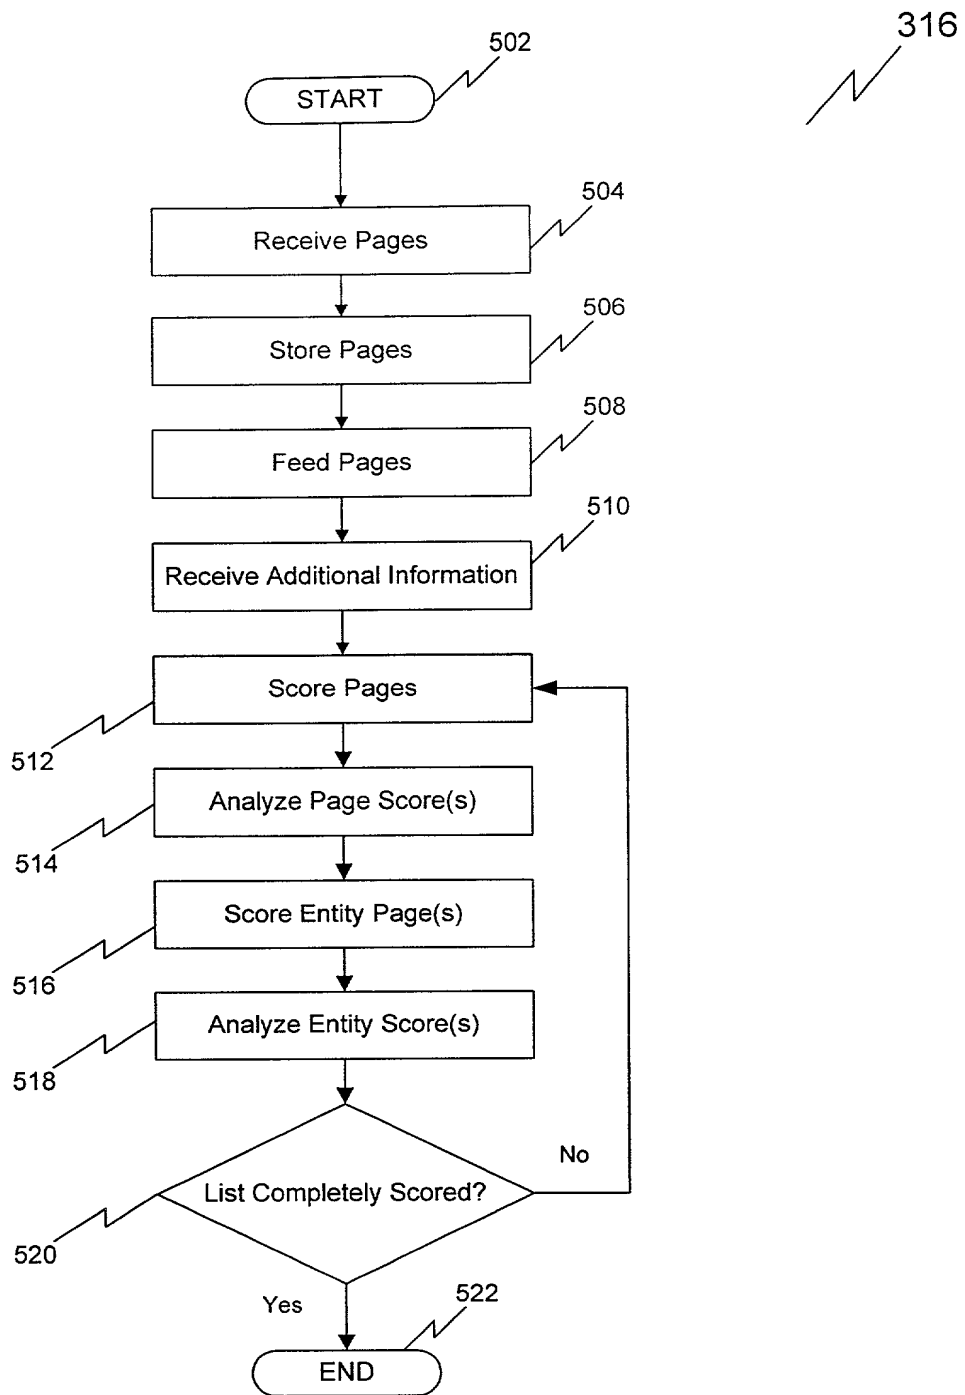 316
502
START
504
Receive Pages
506
Store Pages
508
Feed Pages
510
Receive Additional Information
Score Pages
512
Analyze Page Score(s)
514
Score Entity Page(s)
516
Analyze Entity Score(s)
518
No
List Completely Scored?
520
Yes
522
END